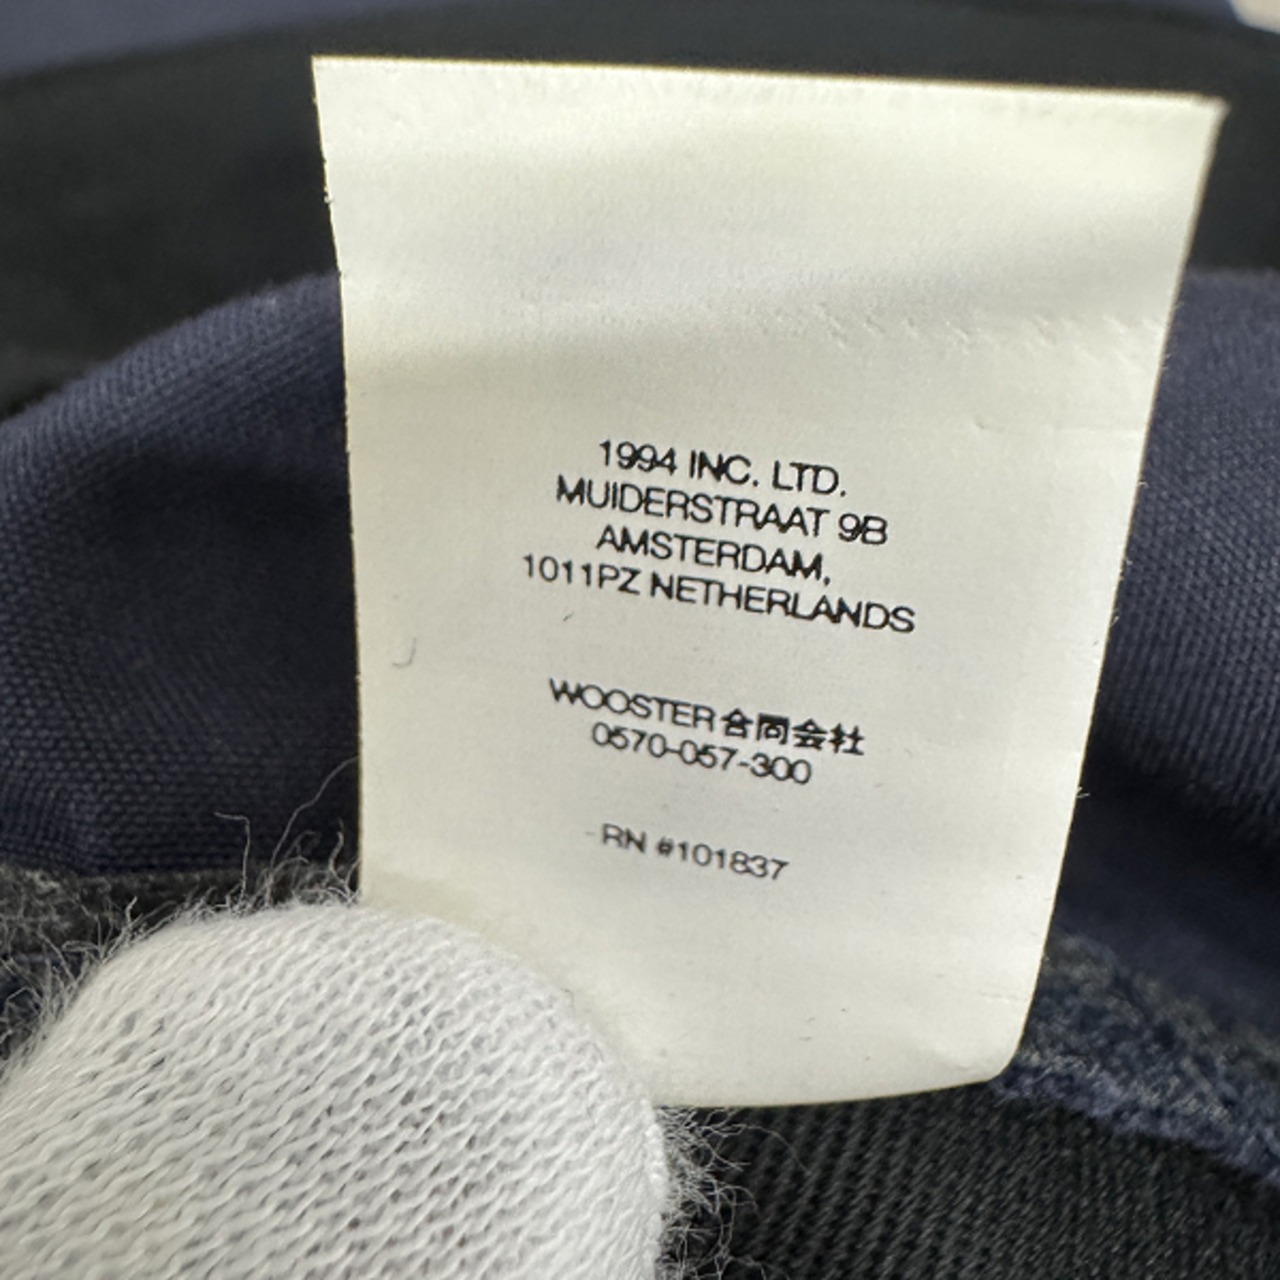 1994 INC. LTD.
MUIDERSTRAAT 9B
AMSTERDAM,
1011PZ NETHERLANDS
WOOSTER合同会社
0570-057-300
RN #101837